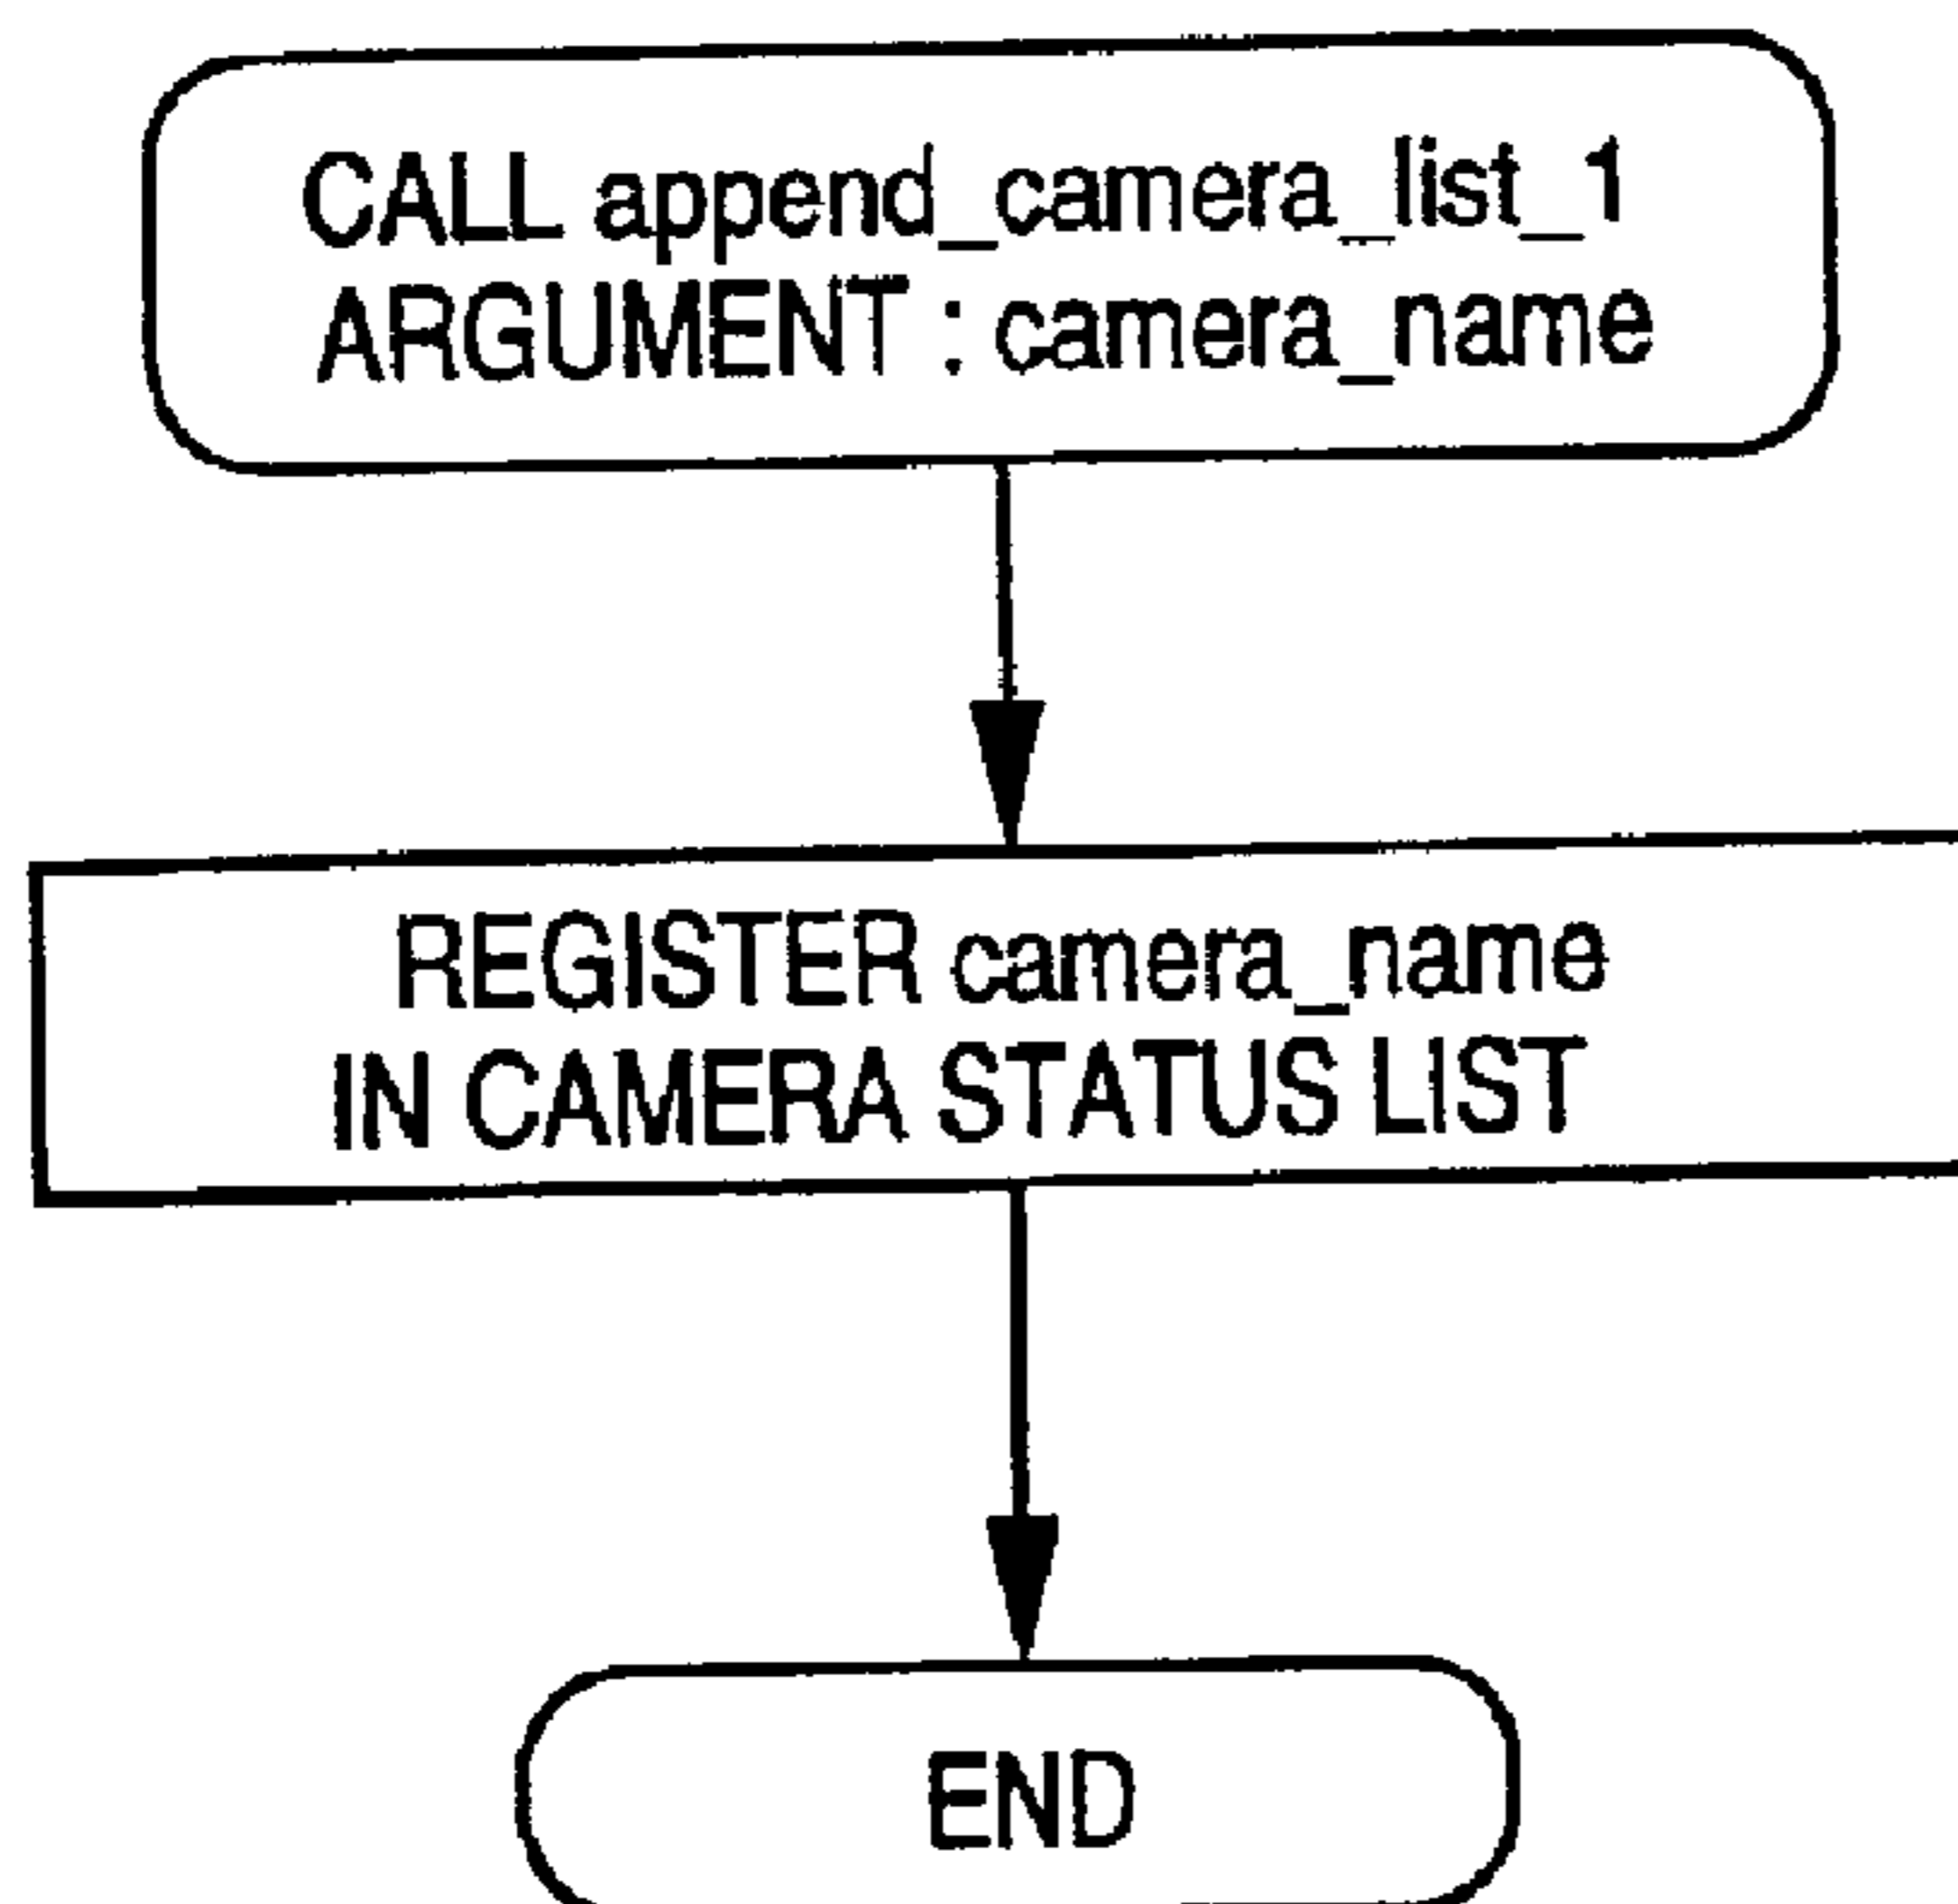 CALL append_camera_list_1
ARGUMENT : camera_name
REGISTER camera_name
IN CAMERA STATUS LIST
END